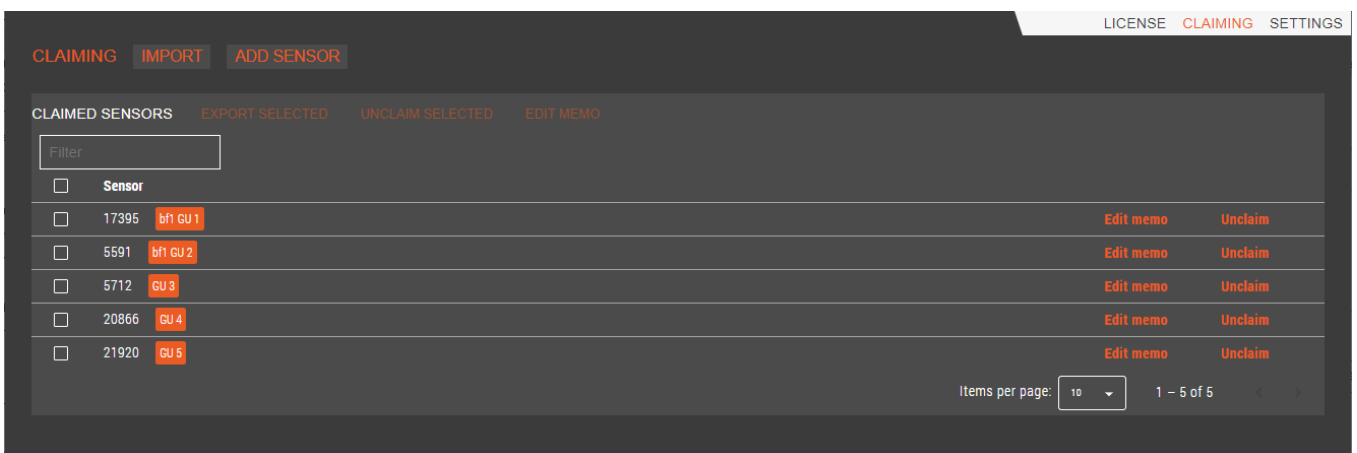 LICENSE CLAIMING SETTINGS
CLAIMING IMPORT ADD SENSOR
CLAIMED SENSORS EXPORT SELECTED UNCLAIM SELECTED EDIT MEMO
Filter
Sensor
17395 bf1 GU 1 Edit memo Unclaim
5591 bf1 GU 2 Edit memo Unclaim
5712 GU 3 Edit memo Unclaim
20866 GU 4 Edit memo Unclaim
21920 GU 5 Edit memo Unclaim
Items per page: 10 1 – 5 of 5